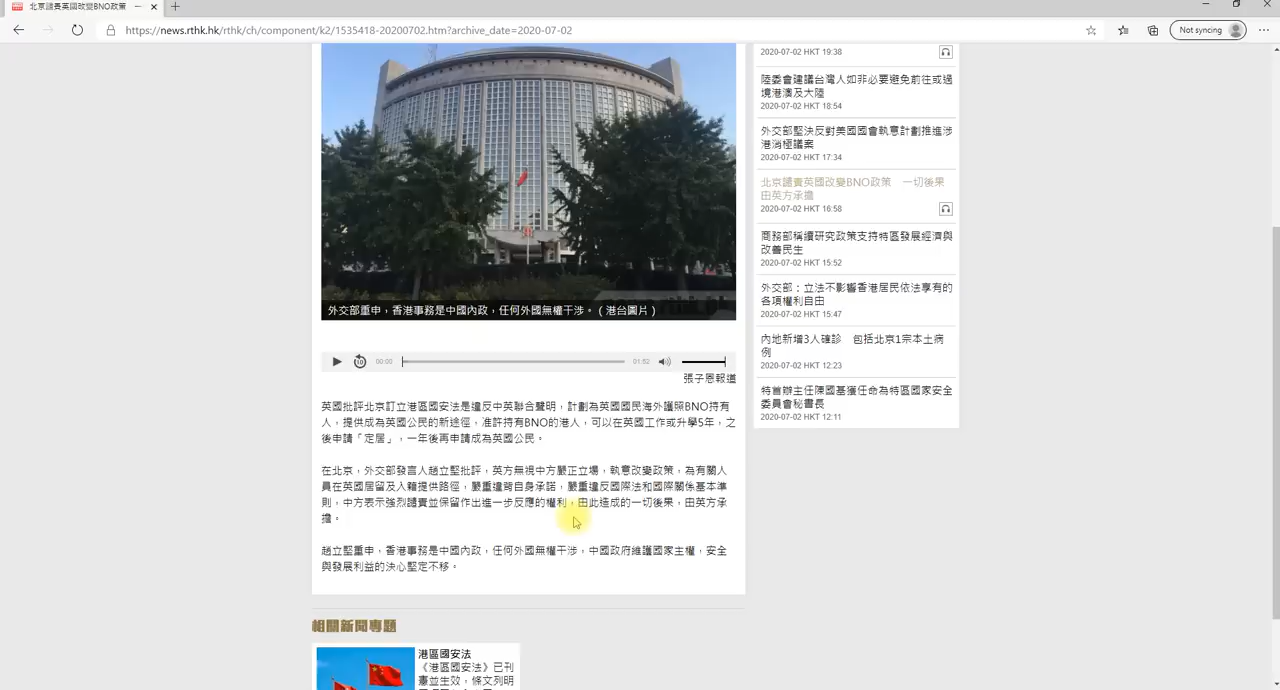 北京譴責英國改變BNO政策 一
https://news.rthk.hk/rthk/ch/component/k2/1535418-20200702.htm?archive_date=2020-07-02
Not syncing
外交部重申，香港事務是中國內政，任何外國無權干涉。（港台圖片）
00:00
01:52
張子恩報道
英國批評北京訂立港區國安法是違反中英聯合聲明，計劃為英國國民海外護照BNO持有
人，提供成為英國公民的新途徑，准許持有BNO的港人，可以在英國工作或升學5年，之
後申請「定居」，一年後再申請成為英國公民。
在北京，外交部發言人趙立堅批評，英方無視中方嚴正立場，執意改變政策，為有關人
員在英國居留及入籍提供路徑，嚴重違背自身承諾，嚴重違反國際法和國際關係基本準
則，中方表示強烈譴責並保留作出進一步反應的權利，由此造成的一切後果，由英方承
擔。
趙立堅重申，香港事務是中國內政，任何外國無權干涉，中國政府維護國家主權，安全
與發展利益的決心堅定不移。
相關新聞專題
港區國安法
《港區國安法》已刊
憲並生效，條文列明
2020-07-02 HKT 19:38
陸委會建議台灣人如非必要避免前往或過
境港澳及大陸
2020-07-02 HKT 18:54
外交部堅決反對美國國會執意計劃推進涉
港消極議案
2020-07-02 HKT 17:34
北京譴責英國改變BNO政策 一切後果
由英方承擔
2020-07-02 HKT 16:58
商務部稱續研究政策支持特區發展經濟與
改善民生
2020-07-02 HKT 15:52
外交部：立法不影響香港居民依法享有的
各項權利自由
2020-07-02 HKT 15:47
內地新增3人確診 包括北京1宗本土病
例
2020-07-02 HKT 12:23
特首辦主任陳國基獲任命為特區國家安全
委員會秘書長
2020-07-02 HKT 12:11